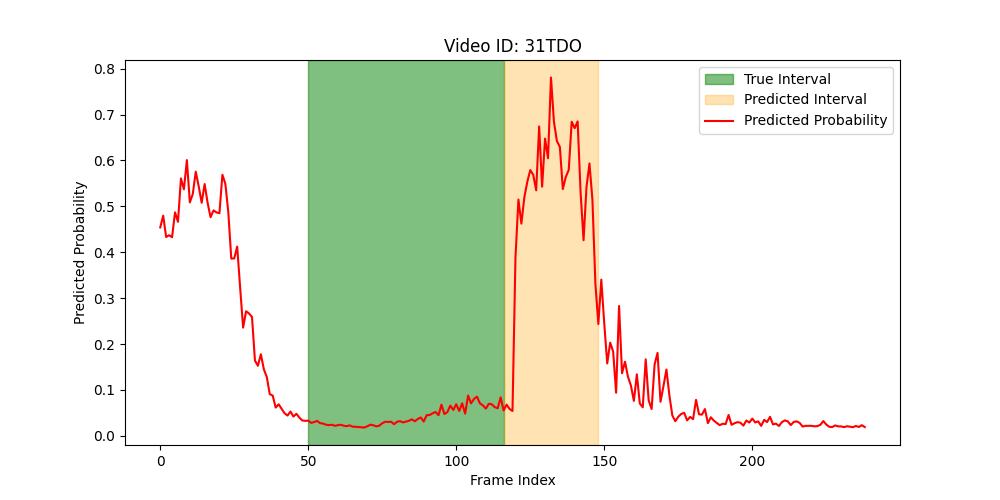 Video ID: 31TDO
True Interval
Predicted Interval
Predicted Probability
Predicted Probability
0.8
0.7
0.6
0.5
0.4
0.3
0.2
0.1
0.0
0 50 100 150 200
Frame Index